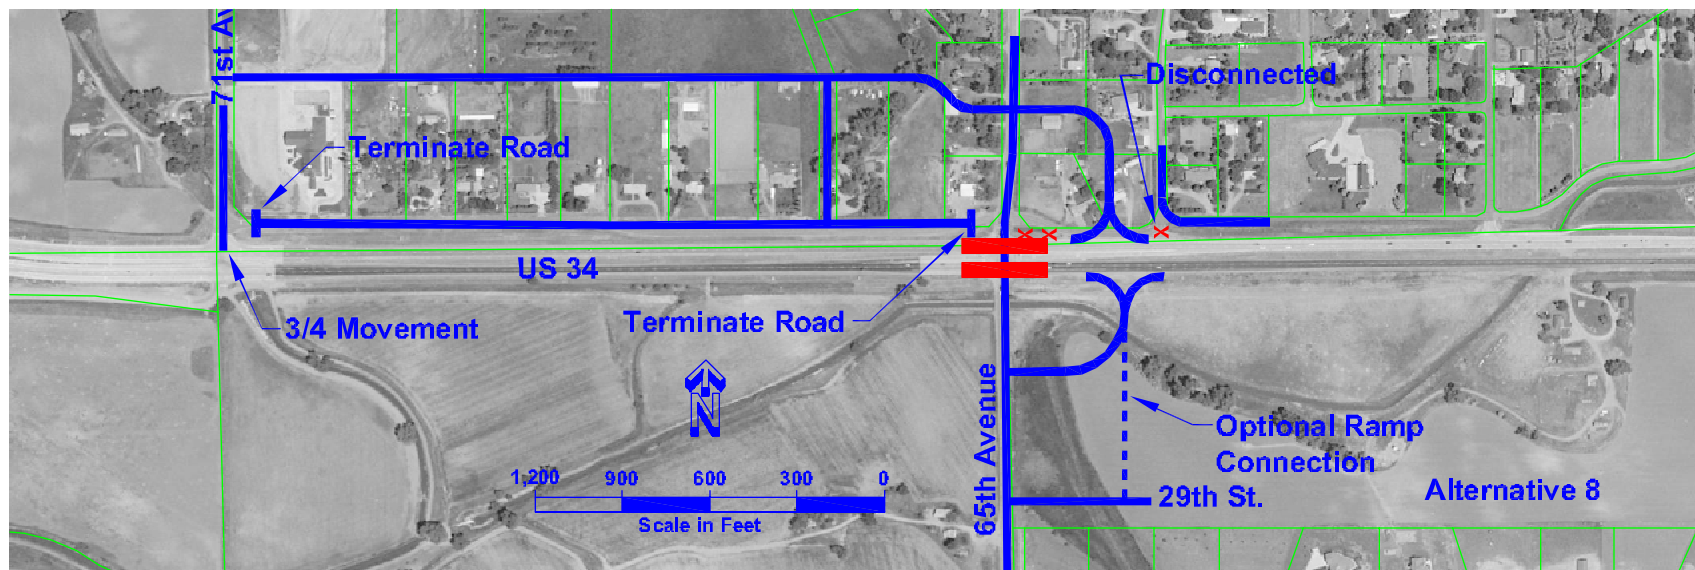 71st Av
Disconnected
Terminate Road
US 34
3/4 Movement
Terminate Road
N
65th Avenue
Optional Ramp
Connection
1,200 900 600 300 0
Scale in Feet
29th St.
Alternative 8
X X
X